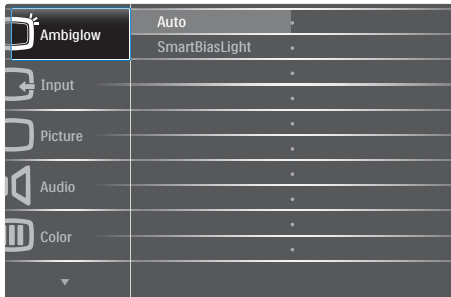 Ambiglow
Auto
SmartBiasLight
Input
Picture
Audio
Color